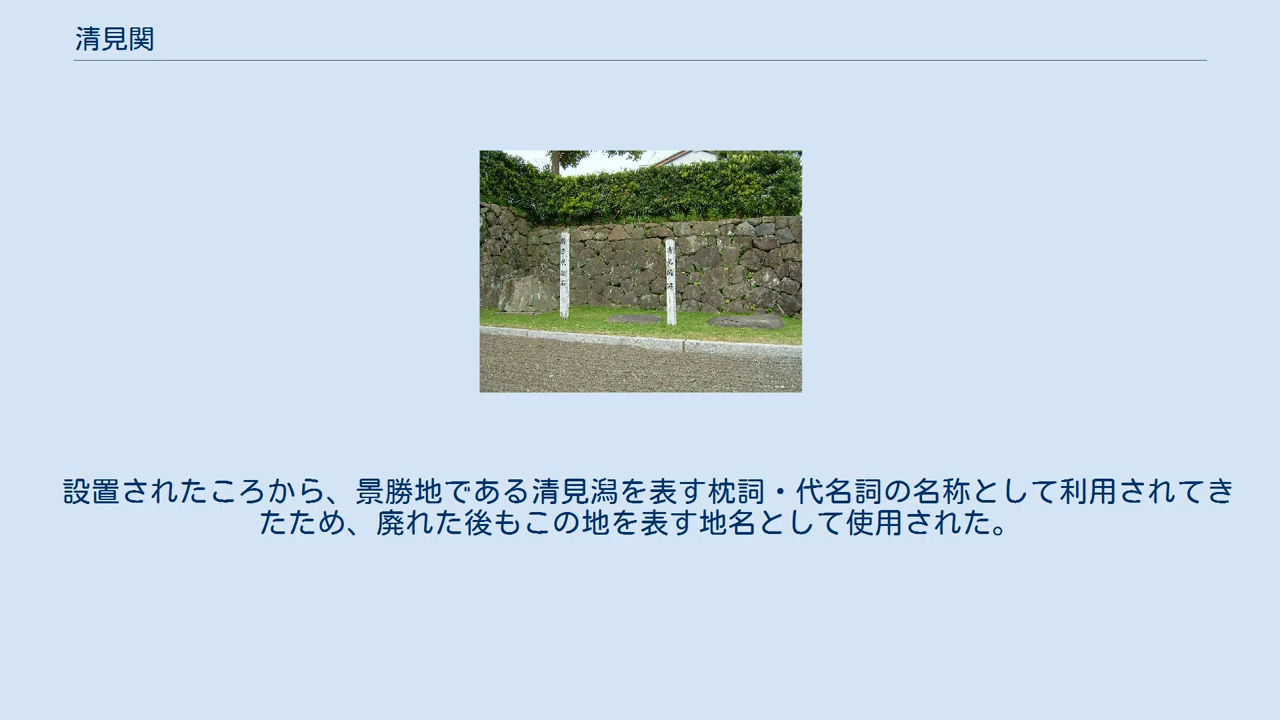 清見関
設置されたころから、景勝地である清見潟を表す枕詞・代名詞の名称として利用されてき
たため、廃れた後もこの地を表す地名として使用された。